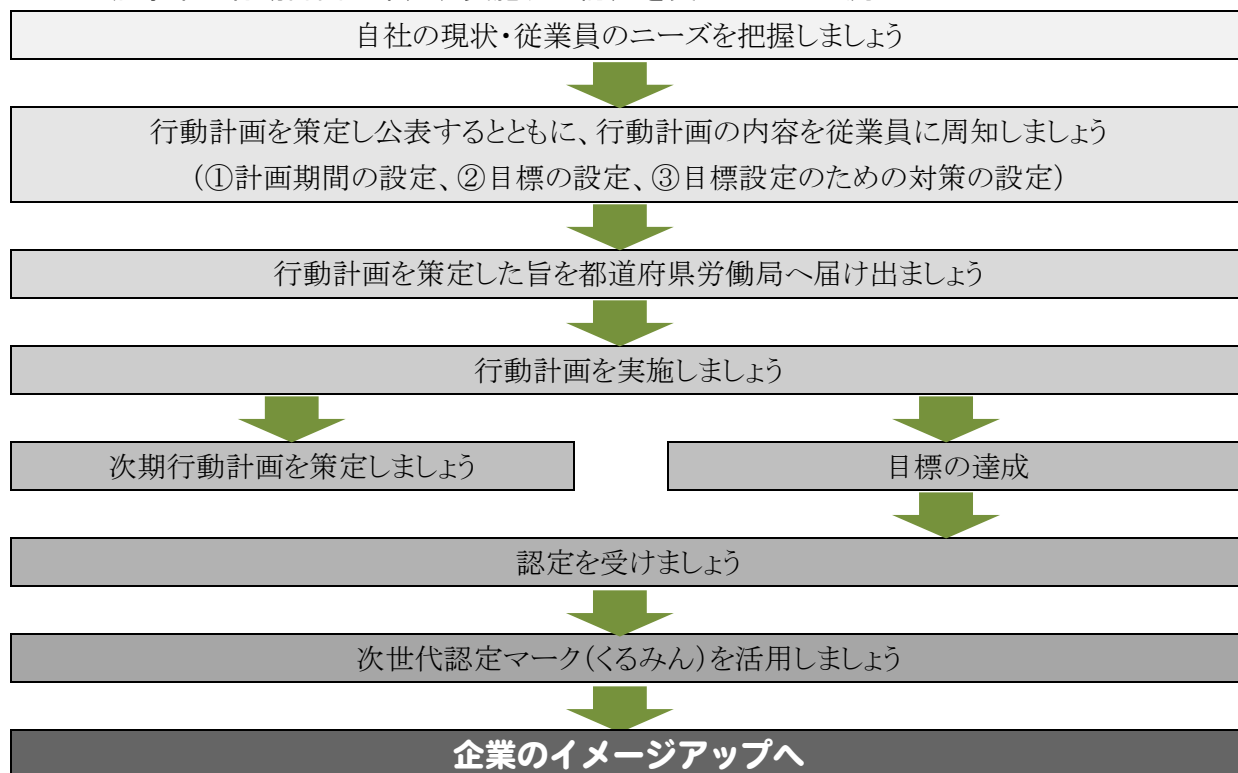 自社の現状・従業員のニーズを把握しましょう
行動計画を策定し公表するとともに、行動計画の内容を従業員に周知しましょう
(①計画期間の設定、②目標の設定、③目標設定のための対策の設定)
行動計画を策定した旨を都道府県労働局へ届け出ましょう
行動計画を実施しましょう
次期行動計画を策定しましょう
目標の達成
認定を受けましょう
次世代認定マーク(くるみん)を活用しましょう
企業のイメージアップへ